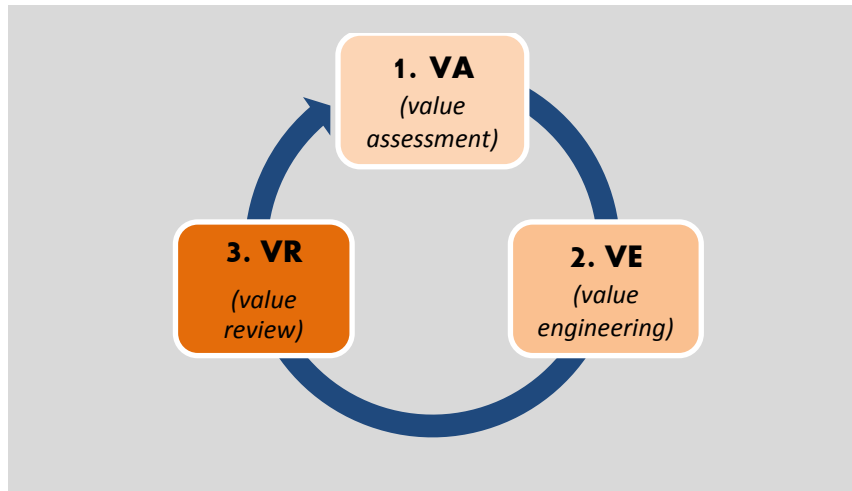 1. VA
(value
assessment)
2. VE
(value
engineering)
3. VR
(value
review)